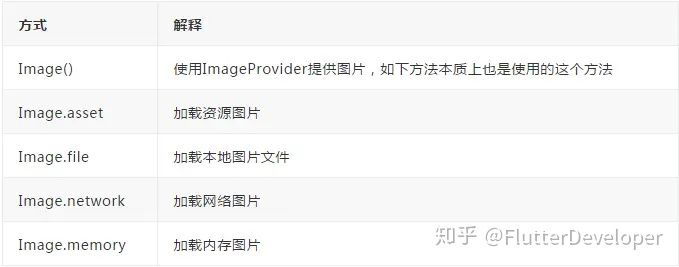 方式 解释
Image() 使用ImageProvider提供图片，如下方法本质上也是使用的这个方法
Image.asset 加载资源图片
Image.file 加载本地图片文件
Image.network 加载网络图片
Image.memory 加载内存图片
知乎 @FlutterDeveloper